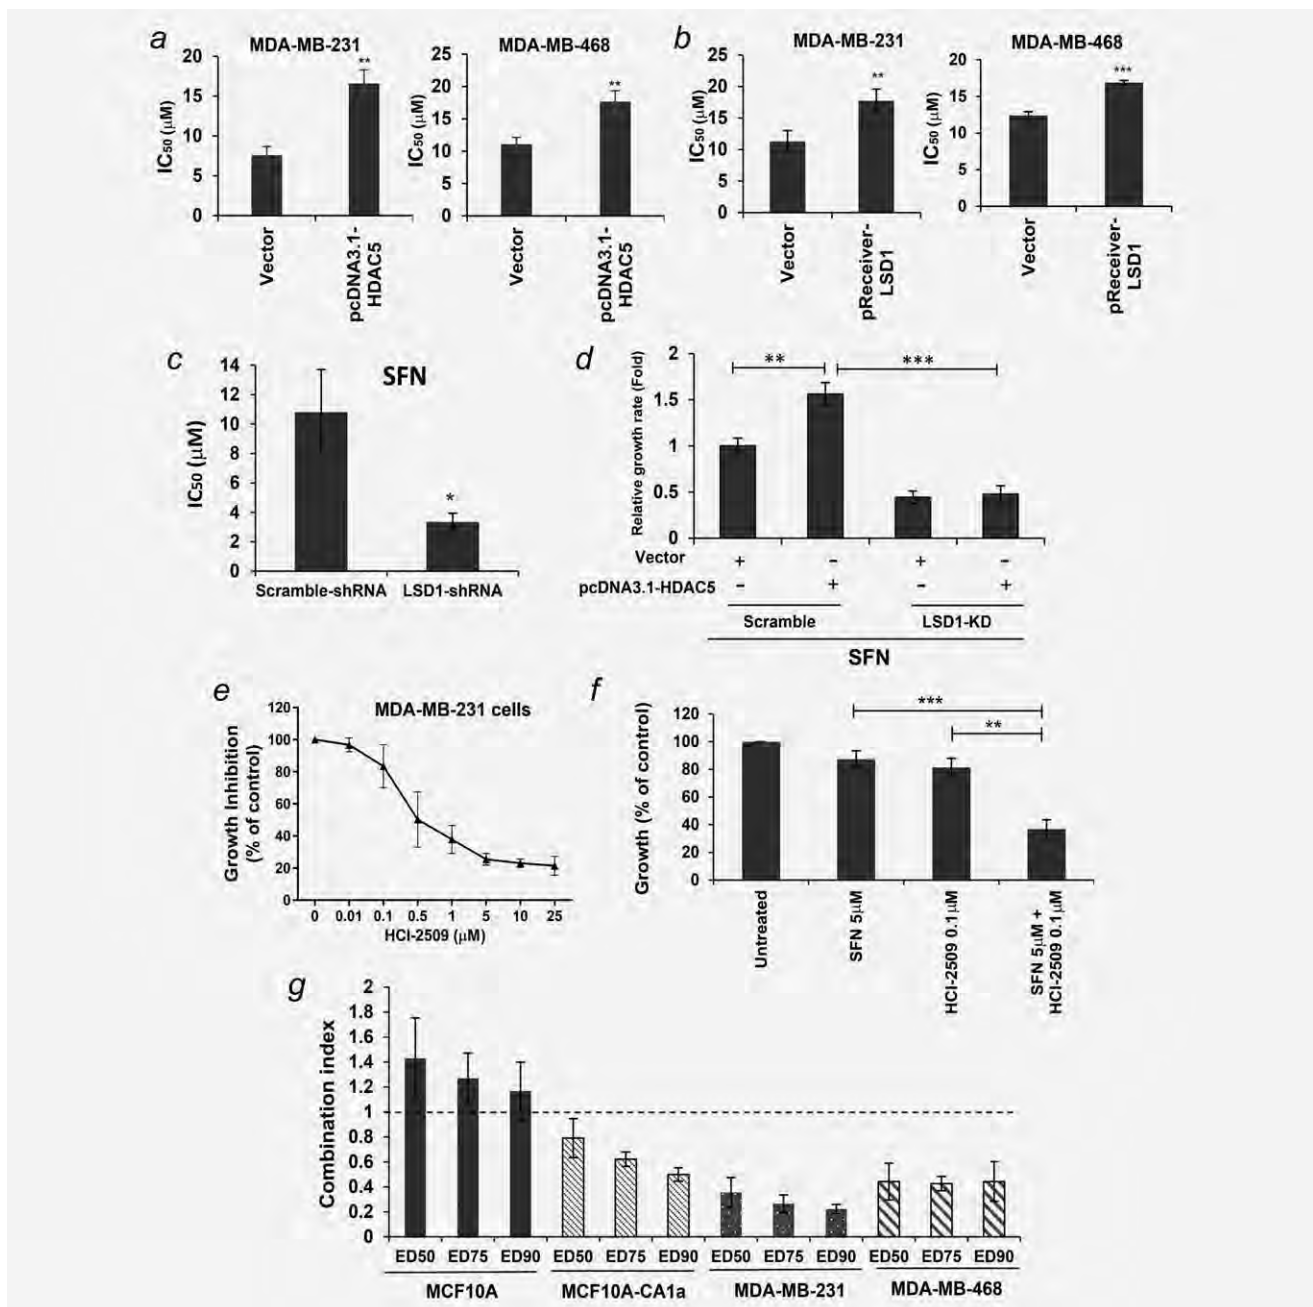 a
MDA-MB-231
IC50 (μM)
20
15
10
5
0
**
Vector
pcDNA3.1-
HDAC5
MDA-MB-468
IC50 (μM)
25
20
15
10
5
0
**
Vector
pcDNA3.1-
HDAC5
b
MDA-MB-231
IC50 (μM)
25
20
15
10
5
0
**
Vector
pReceiver-
LSD1
MDA-MB-468
IC50 (μM)
20
15
10
5
0
***
Vector
pReceiver-
LSD1
c
SFN
IC50 (μM)
14
12
10
8
6
4
2
0
*
Scramble-shRNA LSD1-shRNA
d
Relative growth rate (Fold)
2
1.5
1
0.5
0
** ***
Vector + - + -
pcDNA3.1-HDAC5 - + - +
Scramble LSD1-KD
SFN
e
MDA-MB-231 cells
Growth Inhibition
(% of control)
120
100
80
60
40
20
0
0 0.01 0.1 0.5 1 5 10 25
HCI-2509 (μM)
f
Growth (% of control)
120
100
80
60
40
20
0
***
**
Untreated
SFN 5μM
HCI-2509 0.1μM
SFN 5μM +
HCI-2509 0.1μM
g
Combination index
2
1.8
1.6
1.4
1.2
1
0.8
0.6
0.4
0.2
0
ED50 ED75 ED90 ED50 ED75 ED90 ED50 ED75 ED90 ED50 ED75 ED90
MCF10A MCF10A-CA1a MDA-MB-231 MDA-MB-468